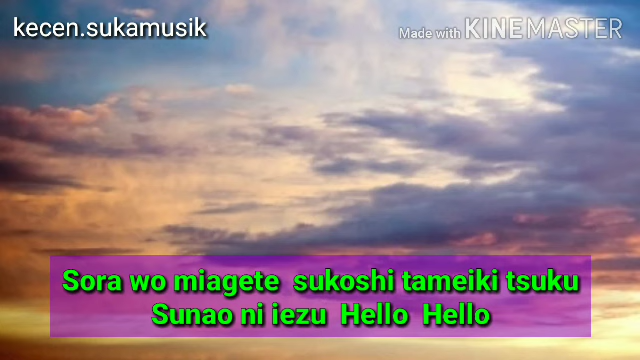 kecen.sukamusik
Made with KINEMASTER
Sora wo miagete sukoshi tameiki tsuku
Sunao ni iezu Hello Hello